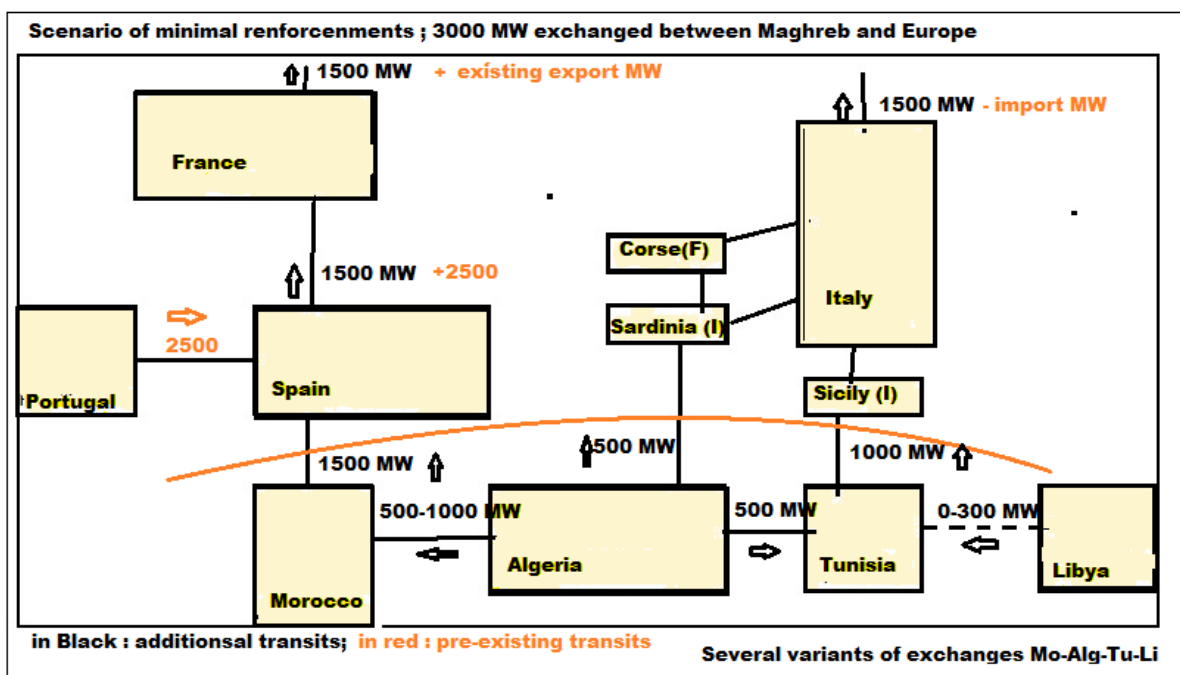 Scenario of minimal renforcenments ; 3000 MW exchanged between Maghreb and Europe
1500 MW + existing export MW
1500 MW - import MW
France
Corse(F)
1500 MW +2500
Italy
Sardinia (I)
2500
Spain
Sicily (I)
Portugal
1500 MW
500 MW
1000 MW
500-1000 MW
500 MW
0-300 MW
Algeria
Tunisia
Libya
Morocco
in Black : additionsal transits; in red : pre-existing transits
Several variants of exchanges Mo-Alg-Tu-Li